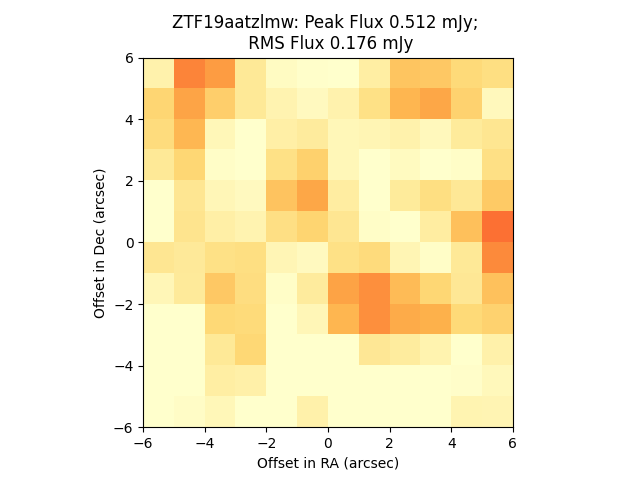 ZTF19aatzlmw: Peak Flux 0.512 mJy;
RMS Flux 0.176 mJy
6
4
2
0
−2
−4
−6
Offset in Dec (arcsec)
−6 −4 −2 0 2 4 6
Offset in RA (arcsec)